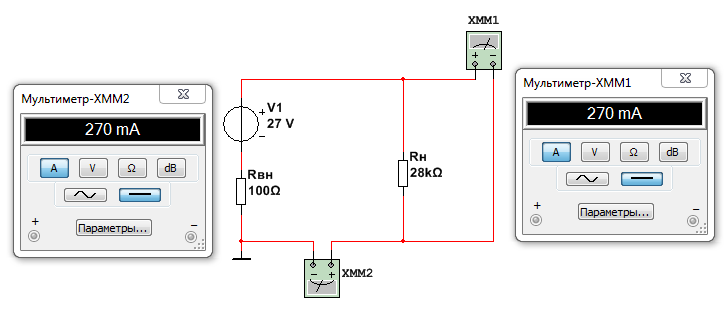 XMM1
Мультиметр-XMM2
270 mA
A
V
Ω
dB
+
–
Параметры...
V1
27 V
+
–
Rвн
100Ω
Rн
28kΩ
+ –
– +
XMM2
Мультиметр-XMM1
270 mA
A
V
Ω
dB
+
–
Параметры...